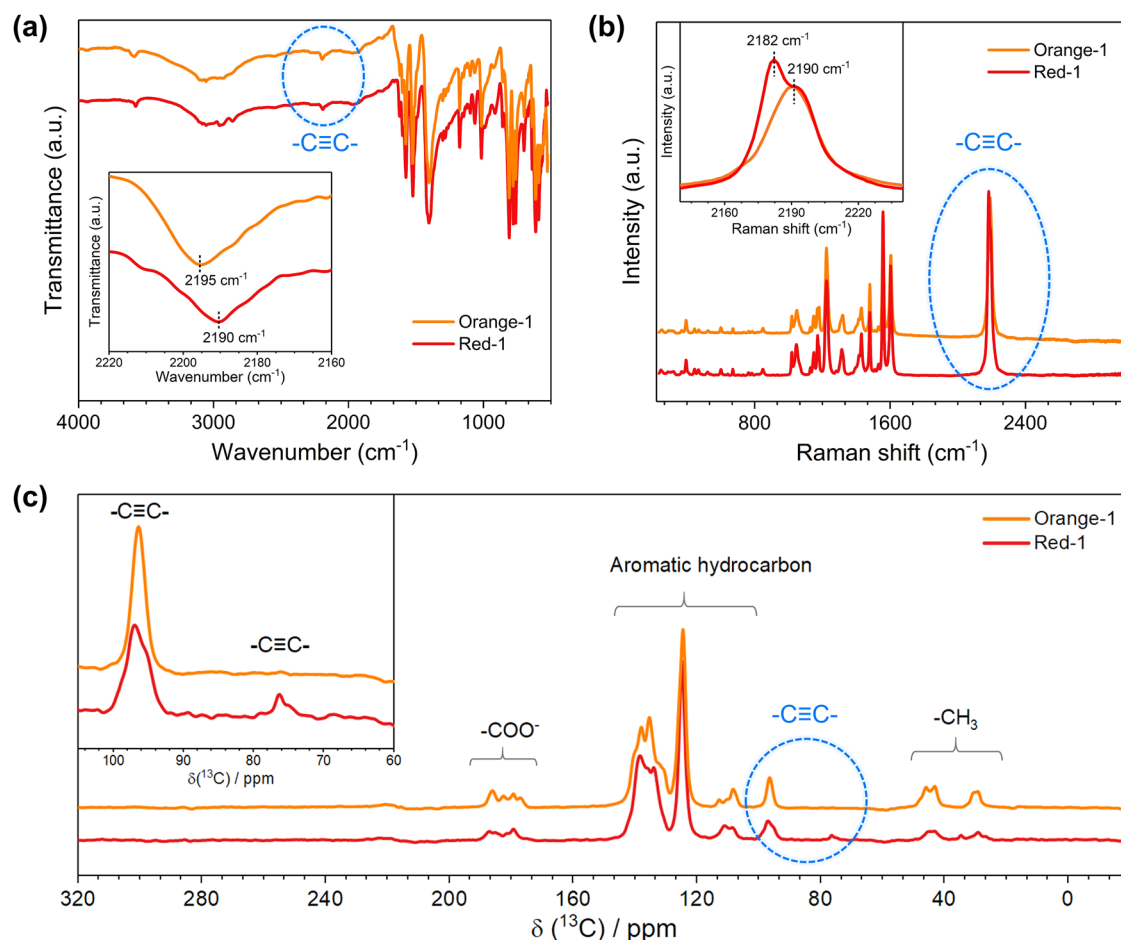 (a)
Transmittance (a.u.)
-C≡C-
Orange-1
Red-1
4000 3000 2000 1000
Wavenumber (cm⁻¹)
Transmittance (a.u.)
2195 cm⁻¹
2190 cm⁻¹
2220 2200 2180 2160
Wavenumber (cm⁻¹)
(b)
Intensity (a.u.)
Orange-1
Red-1
-C≡C-
800 1600 2400
Raman shift (cm⁻¹)
Intensity (a.u.)
2182 cm⁻¹
2190 cm⁻¹
2160 2190 2220
Raman shift (cm⁻¹)
(c)
Orange-1
Red-1
-COO⁻
Aromatic hydrocarbon
-C≡C-
-CH₃
320 280 240 200 160 120 80 40 0
δ (¹³C) / ppm
-C≡C-
-C≡C-
100 90 80 70 60
δ(¹³C) / ppm